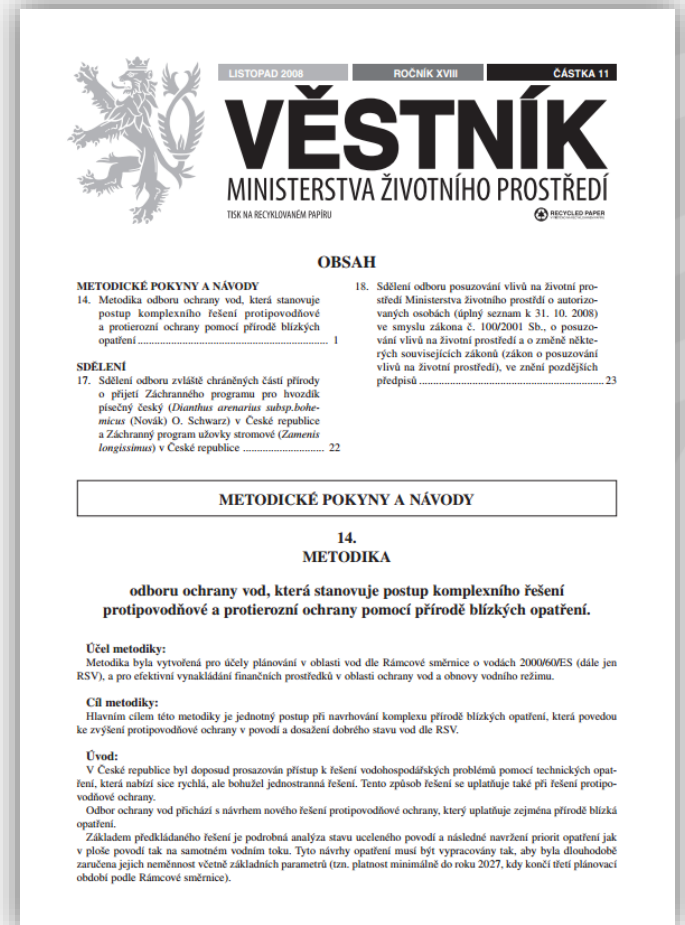 LISTOPAD 2008 ROČNÍK XVIII ČÁSTKA 11
VĚSTNÍK
MINISTERSTVA ŽIVOTNÍHO PROSTŘEDÍ
TISK NA RECYKLOVANÉM PAPÍRU
RECYCLED PAPER
OBSAH
METODICKÉ POKYNY A NÁVODY
14. Metodika odboru ochrany vod, která stanovuje
postup komplexního řešení protipovodňové
a protierozní ochrany pomocí přírodě blízkých
opatření ..................................................................... 1
SDĚLENÍ
17. Sdělení odboru zvláště chráněných částí přírody
o přijetí Záchranného programu pro hvozdík
písečný český (Dianthus arenarius subsp.bohe-
micus (Novák) O. Schwarz) v České republice
a Záchranný program užovky stromové (Zamenis
longissimus) v České republice ............................. 22
18. Sdělení odboru posuzování vlivů na životní pro-
středí Ministerstva životního prostřdí o autorizo-
vaných osobách (úplný seznam k 31. 10. 2008)
ve smyslu zákona č. 100/2001 Sb., o posuzo-
vání vlivů na životní prostředí a o změně někte-
rých souvisejících zákonů (zákon o posuzování
vlivů na životní prostředí), ve znění pozdějších
předpisů .................................................................. 23
METODICKÉ POKYNY A NÁVODY
14.
METODIKA
odboru ochrany vod, která stanovuje postup komplexního řešení
protipovodňové a protierozní ochrany pomocí přírodě blízkých opatření.
Účel metodiky:
Metodika byla vytvořená pro účely plánování v oblasti vod dle Rámcové směrnice o vodách 2000/60/ES (dále jen
RSV), a pro efektivní vynakládání finančních prostředků v oblasti ochrany vod a obnovy vodního režimu.
Cíl metodiky:
Hlavním cílem této metodiky je jednotný postup při navrhování komplexu přírodě blízkých opatření, která povedou
ke zvýšení protipovodňové ochrany v povodí a dosažení dobrého stavu vod dle RSV.
Úvod:
V České republice byl doposud prosazován přístup k řešení vodohospodářských problémů pomocí technických opat-
ření, která nabízí sice rychlá, ale bohužel jednostranná řešení. Tento způsob řešení se uplatňuje také při řešení protipo-
vodňové ochrany.
Odbor ochrany vod přichází s návrhem nového řešení protipovodňové ochrany, který uplatňuje zejména přírodě blízká
opatření.
Základem předkládaného řešení je podrobná analýza stavu uceleného povodí a následné navržení priorit opatření jak
v ploše povodí tak na samotném vodním toku. Tyto návrhy opatření musí být vypracovány tak, aby byla dlouhodobě
zaručena jejich neměnnost včetně základních parametrů (tzn. platnost minimálně do roku 2027, kdy končí třetí plánovací
období podle Rámcové směrnice).